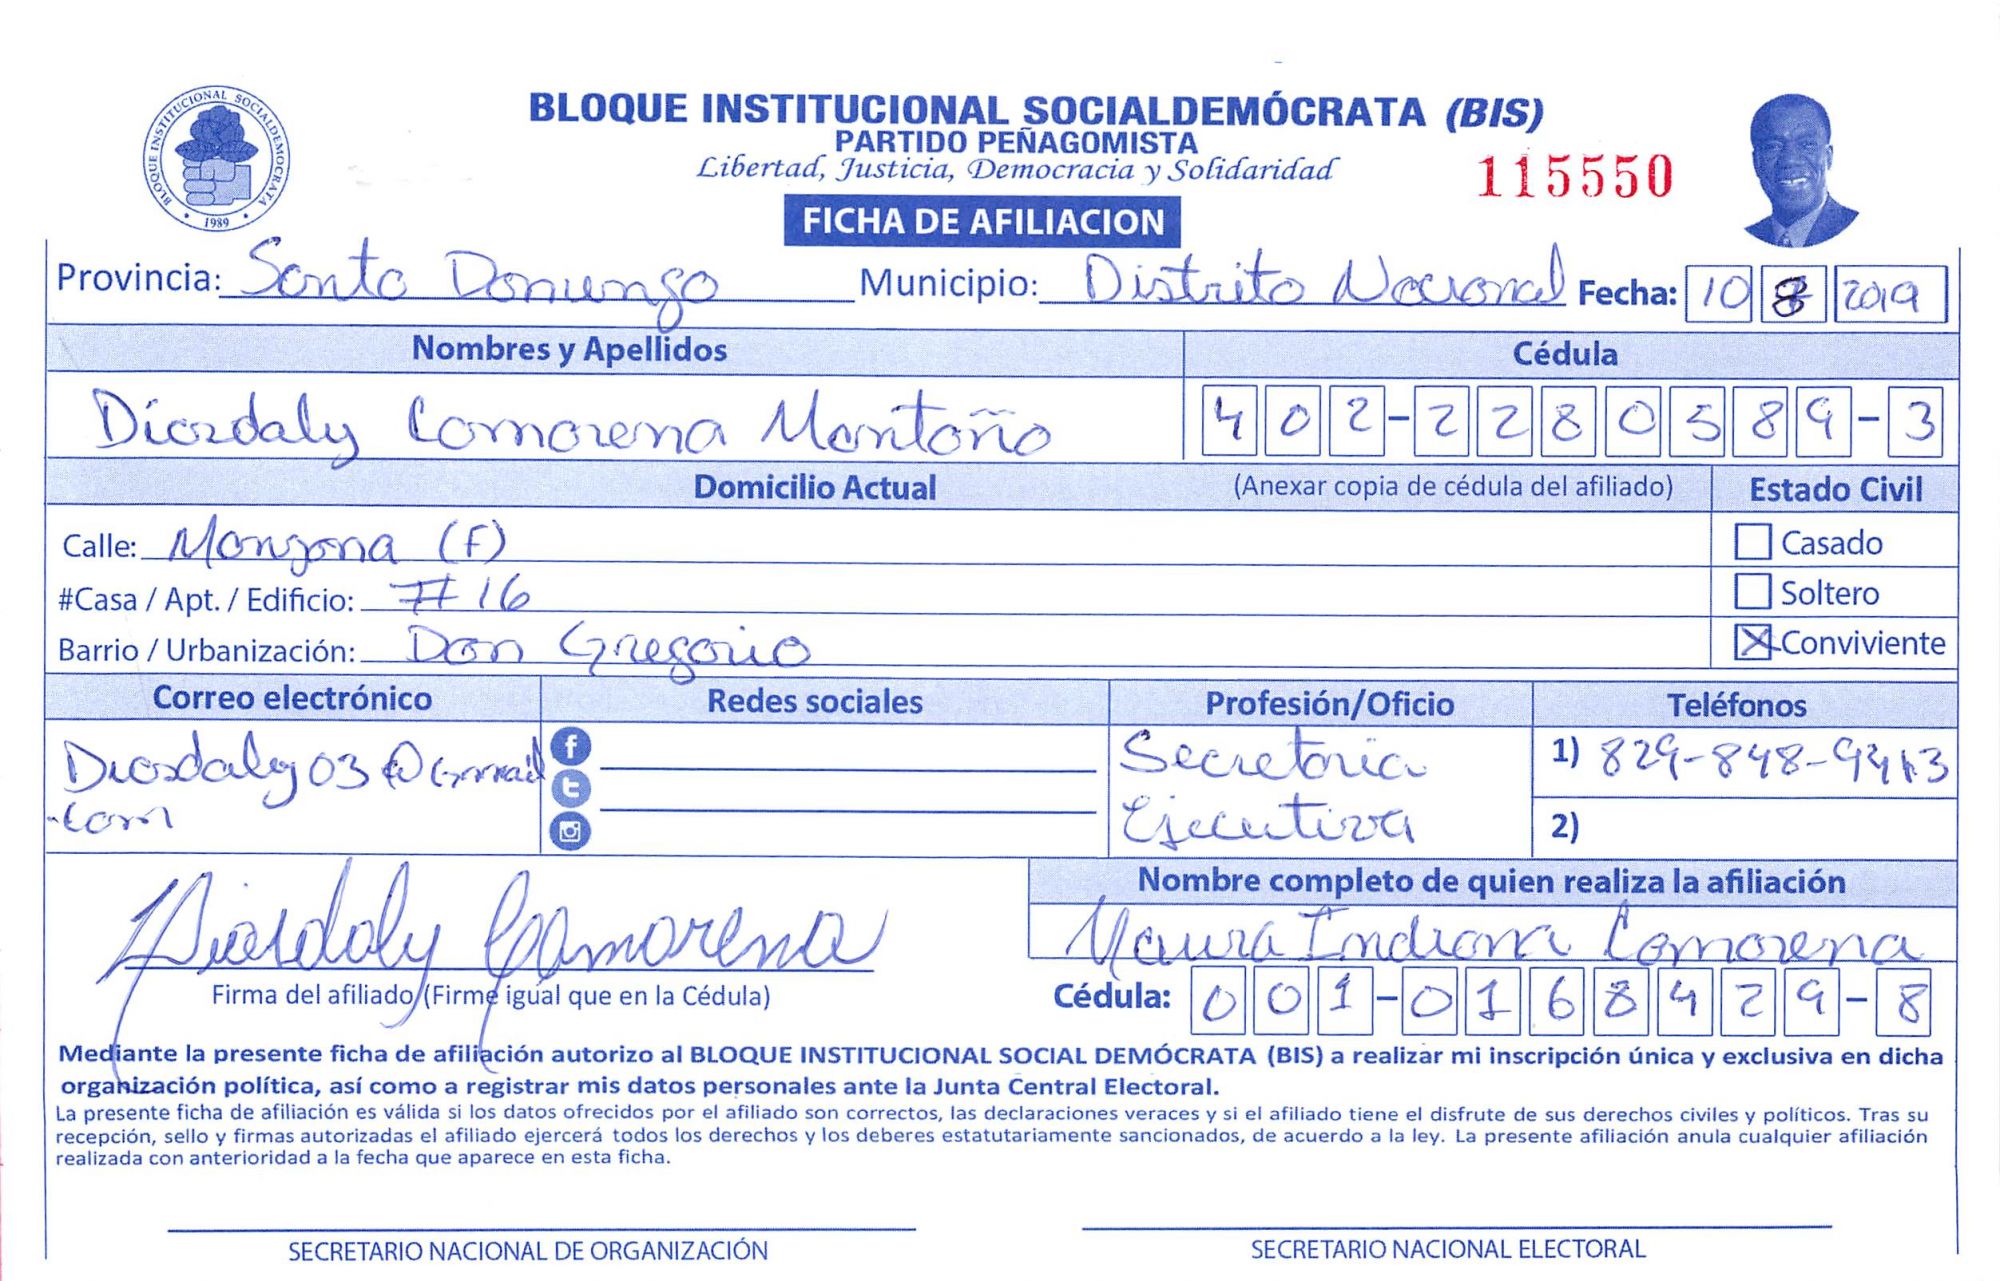 BLOQUE INSTITUCIONAL SOCIALDEMOCRATA
1989
BLOQUE INSTITUCIONAL SOCIALDEMÓCRATA (BIS)
PARTIDO PEÑAGOMISTA
Libertad, Justicia, Democracia y Solidaridad
115550
FICHA DE AFILIACION
Provincia: Santo Domingo Municipio: Distrito Nacional Fecha: 10 8 2019
Nombres y Apellidos Cédula
Diosdaly Camarena Montaño 402-2280589-3
Domicilio Actual (Anexar copia de cédula del afiliado) Estado Civil
Calle: Manzana (F) Casado
#Casa / Apt. / Edificio: #16 Soltero
Barrio / Urbanización: Don Gregorio X Conviviente
Correo electrónico Redes sociales Profesión/Oficio Teléfonos
Diosdaly03@Gmail Secretaria 1) 829-848-9413
.com Ejecutiva 2)
Nombre completo de quien realiza la afiliación
Diosdaly Camarena Maura Indiana Camarena
Firma del afiliado (Firme igual que en la Cédula) Cédula: 001-0168429-8
Mediante la presente ficha de afiliación autorizo al BLOQUE INSTITUCIONAL SOCIAL DEMÓCRATA (BIS) a realizar mi inscripción única y exclusiva en dicha
organización política, así como a registrar mis datos personales ante la Junta Central Electoral.
La presente ficha de afiliación es válida si los datos ofrecidos por el afiliado son correctos, las declaraciones veraces y si el afiliado tiene el disfrute de sus derechos civiles y políticos. Tras su
recepción, sello y firmas autorizadas el afiliado ejercerá todos los derechos y los deberes estatutariamente sancionados, de acuerdo a la ley. La presente afiliación anula cualquier afiliación
realizada con anterioridad a la fecha que aparece en esta ficha.
SECRETARIO NACIONAL DE ORGANIZACIÓN SECRETARIO NACIONAL ELECTORAL